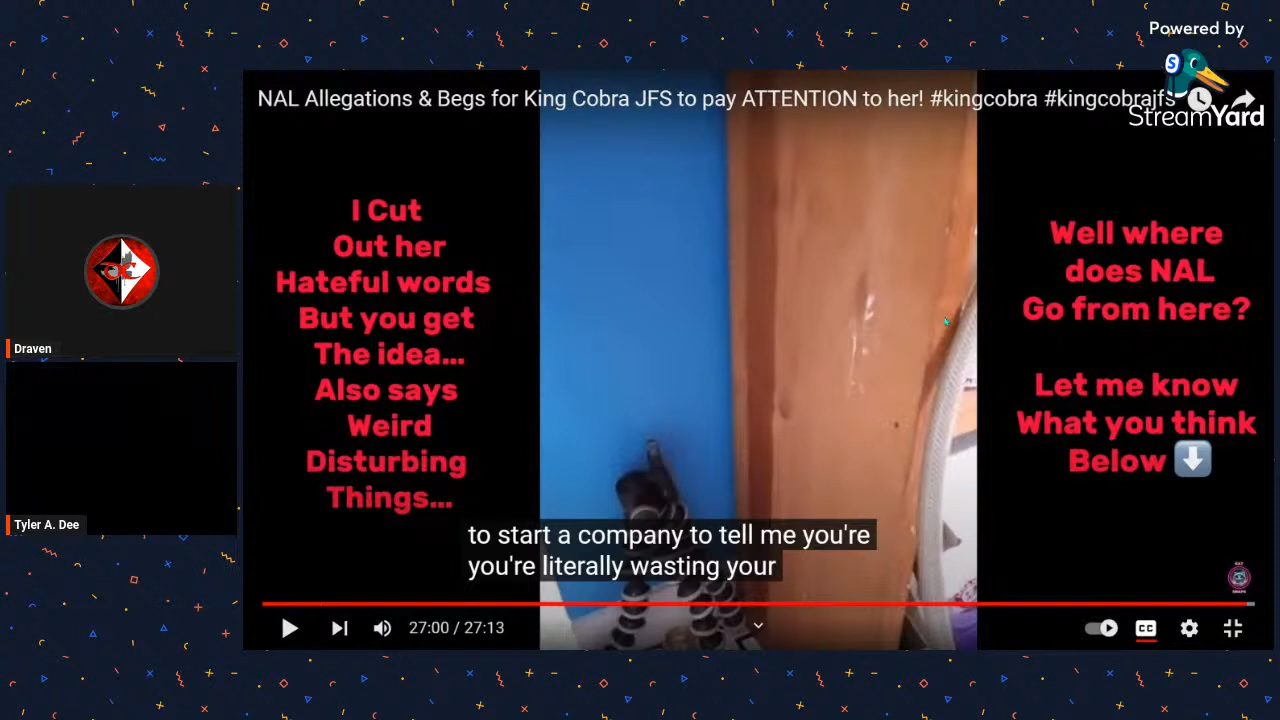 Powered by
StreamYard
NAL Allegations & Begs for King Cobra JFS to pay ATTENTION to her! #kingcobra #kingcobrajfs
I Cut
Out her
Hateful words
But you get
The idea...
Also says
Weird
Disturbing
Things...
Well where
does NAL
Go from here?
Let me know
What you think
Below ⬇️
Draven
Tyler A. Dee
to start a company to tell me you're
you're literally wasting your
27:00 / 27:13
CC